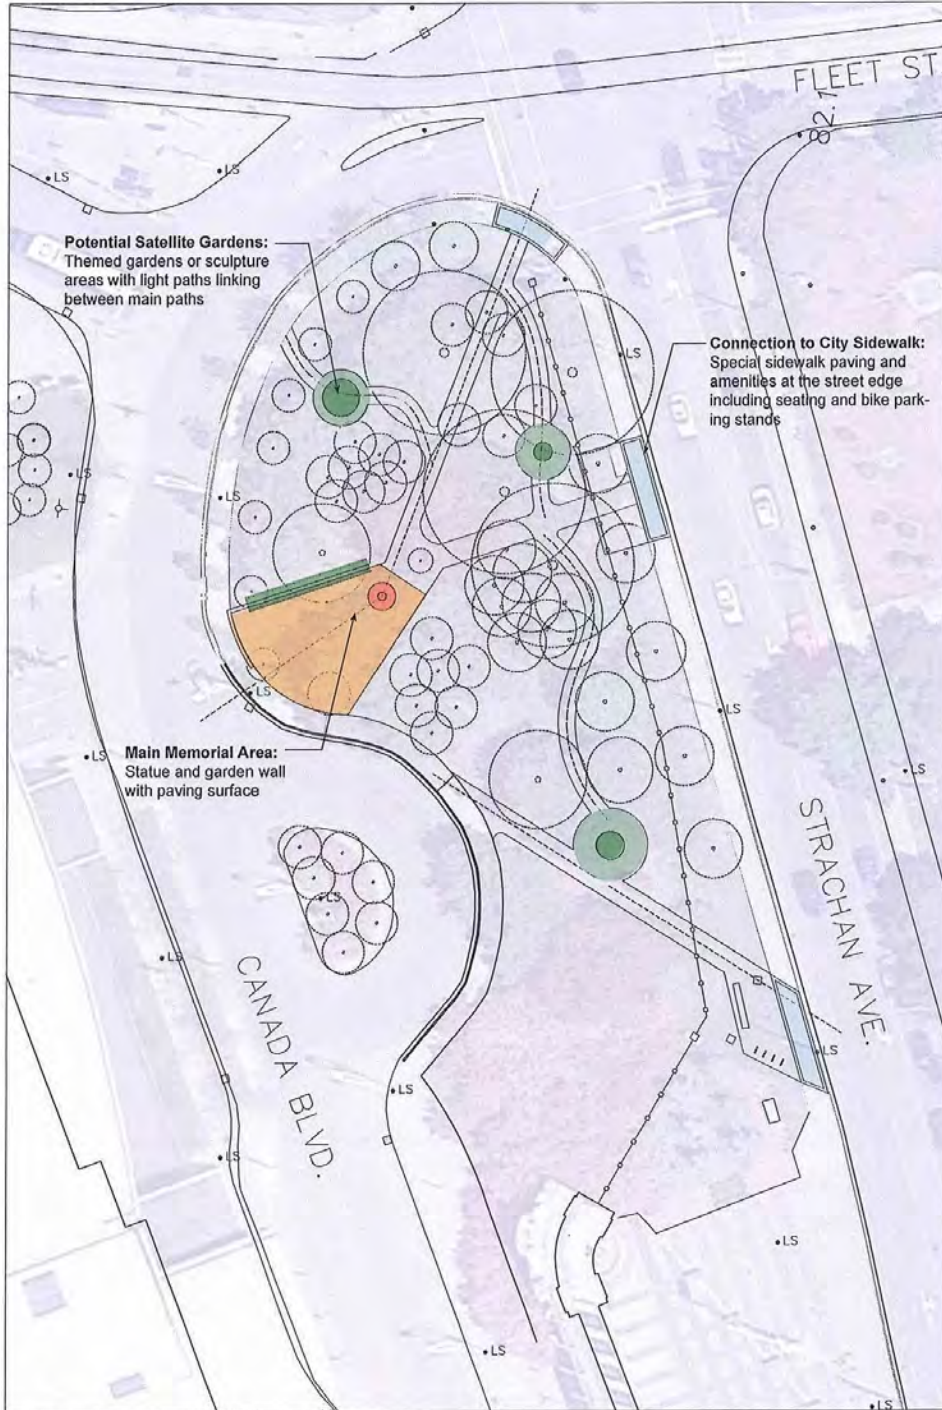 FLEET ST
82.1
LS
LS
Potential Satellite Gardens:
Themed gardens or sculpture
areas with light paths linking
between main paths
Connection to City Sidewalk:
Special sidewalk paving and
amenities at the street edge
including seating and bike park-
ing stands
LS
LS
LS
LS
LS
Main Memorial Area:
Statue and garden wall
with paving surface
LS
LS
STRACHAN AVE.
LS
LS
CANADA BLVD.
LS
LS
LS
LS
LS
LS